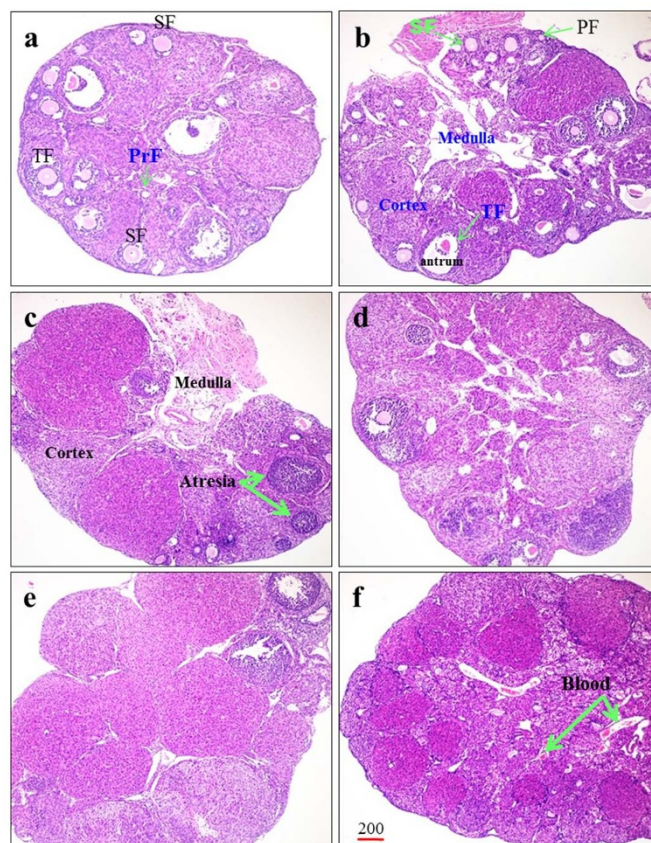 a
SF
TF
PrF
SF
b
SF
PF
Medulla
Cortex
TF
antrum
c
Medulla
Cortex
Atresia
d
e
f
Blood
200